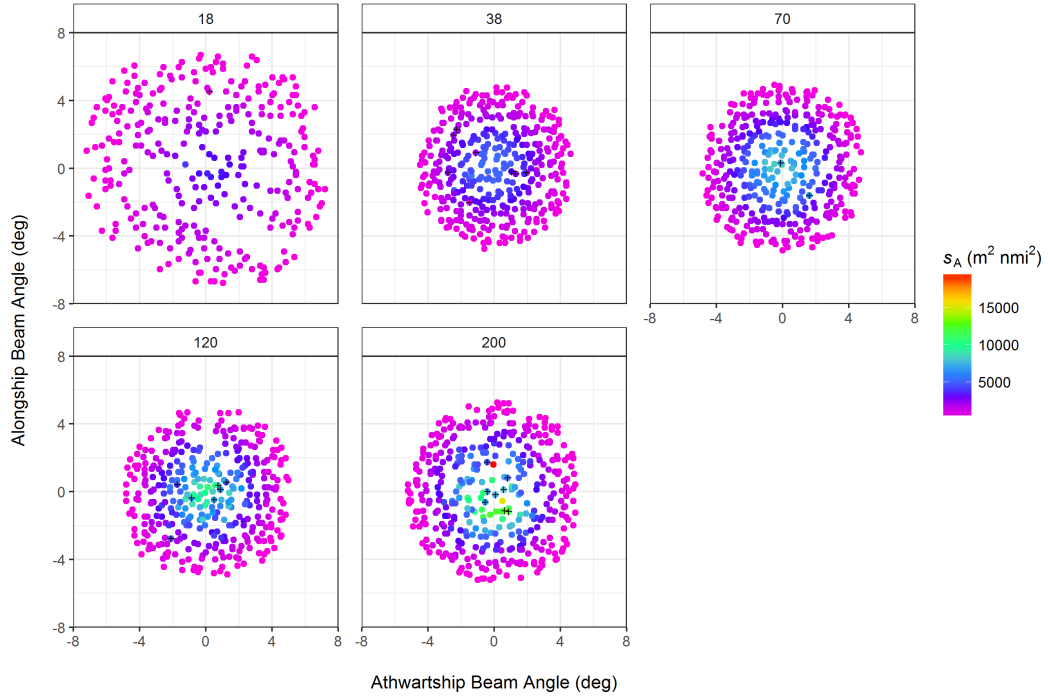 18 38 70
8
4
0
-4
-8
-8 -4 0 4 8
120 200
8
4
0
-4
-8
-8 -4 0 4 8 -8 -4 0 4 8
Alongship Beam Angle (deg)
Athwartship Beam Angle (deg)
sA (m² nmi²)
15000
10000
5000